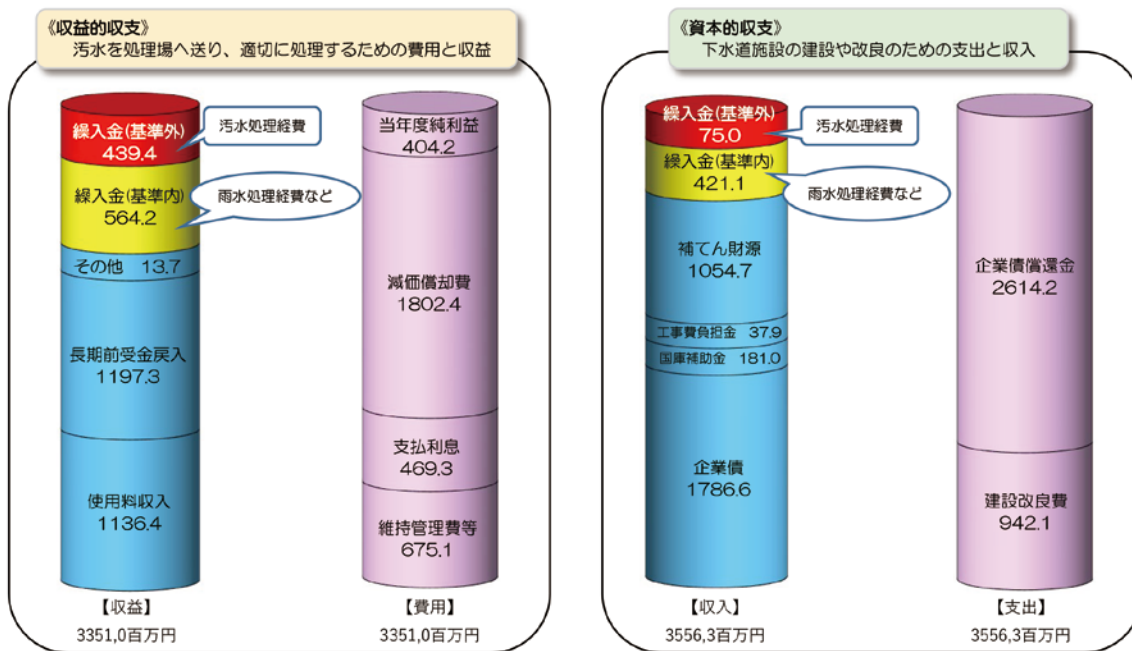 《収益的収支》
汚水を処理場へ送り、適切に処理するための費用と収益
繰入金(基準外)
439.4
汚水処理経費
繰入金(基準内)
564.2
雨水処理経費など
その他 13.7
長期前受金戻入
1197.3
使用料収入
1136.4
【収益】
3351,0百万円
当年度純利益
404.2
減価償却費
1802.4
支払利息
469.3
維持管理費等
675.1
【費用】
3351,0百万円
《資本的収支》
下水道施設の建設や改良のための支出と収入
繰入金(基準外)
75.0
汚水処理経費
繰入金(基準内)
421.1
雨水処理経費など
補てん財源
1054.7
工事費負担金 37.9
国庫補助金 181.0
企業債
1786.6
【収入】
3556,3百万円
企業債償還金
2614.2
建設改良費
942.1
【支出】
3556,3百万円